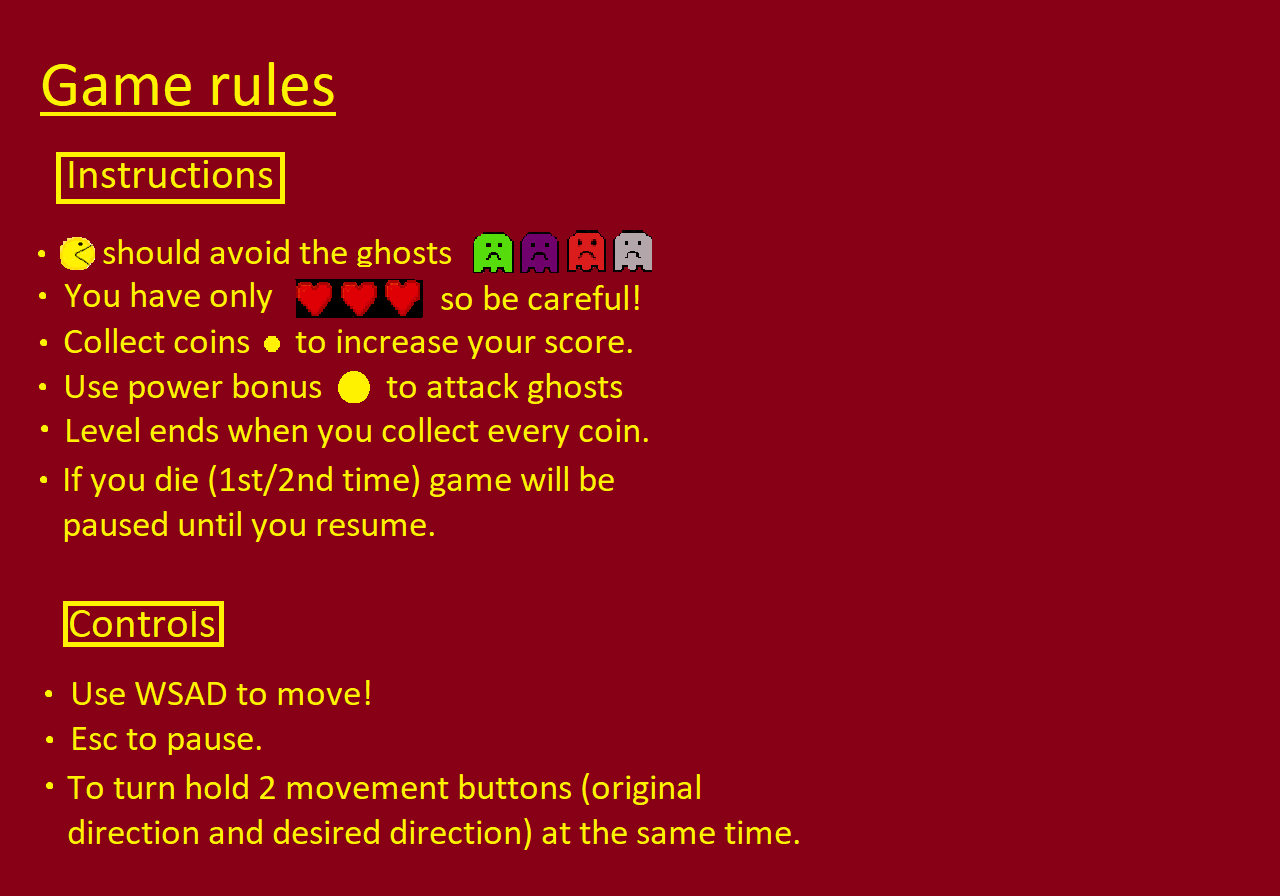 Game rules
Instructions
• should avoid the ghosts
• You have only so be careful!
• Collect coins to increase your score.
• Use power bonus to attack ghosts
• Level ends when you collect every coin.
• If you die (1st/2nd time) game will be
paused until you resume.
Controls
• Use WSAD to move!
• Esc to pause.
• To turn hold 2 movement buttons (original
direction and desired direction) at the same time.